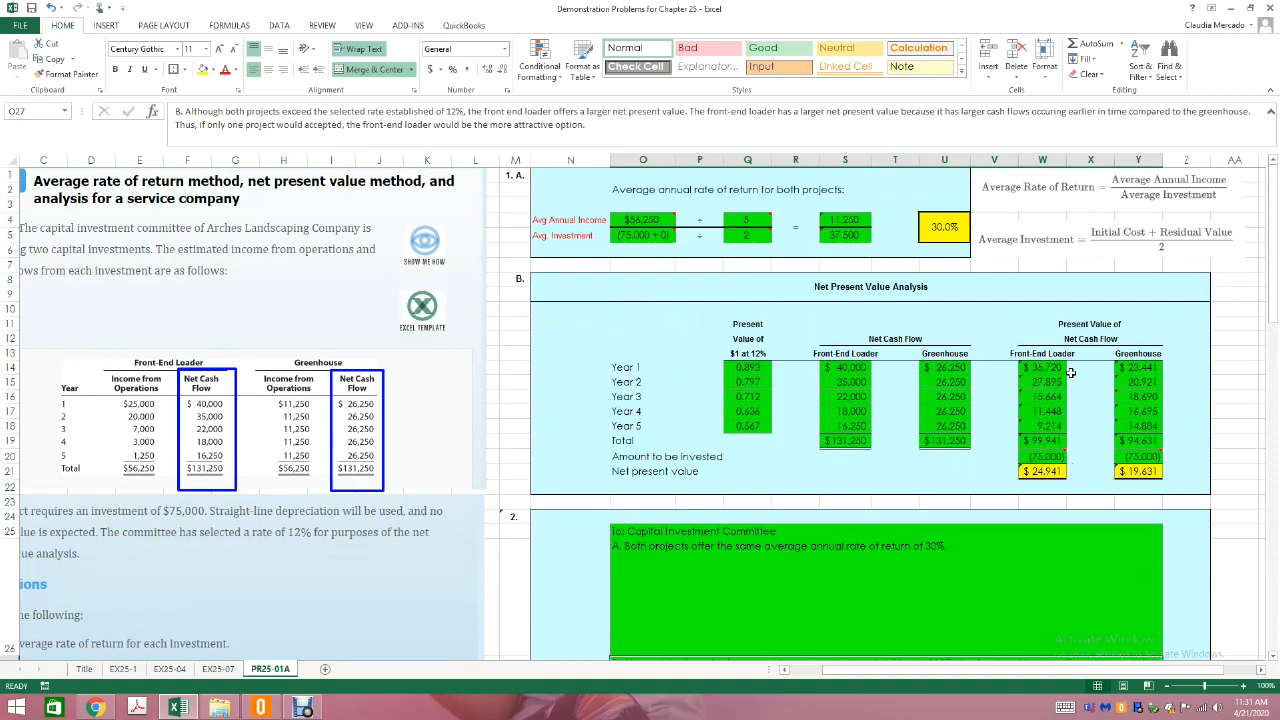 Demonstration Problems for Chapter 25 - Excel
FILE HOME INSERT PAGE LAYOUT FORMULAS DATA REVIEW VIEW ADD-INS QuickBooks
Claudia Mercado
Cut
Copy
Format Painter
Paste
Clipboard
Century Gothic 11
B I U
Font
Wrap Text
Merge & Center
Alignment
General
$ % ,
Number
Conditional Formatting
Format as Table
Normal Bad Good Neutral Calculation
Check Cell Explanator... Input Linked Cell Note
Styles
Insert Delete Format
Cells
AutoSum
Fill
Clear
Sort & Filter
Find & Select
Editing
O27
fx
B. Although both projects exceed the selected rate established of 12%, the front end loader offers a larger net present value. The front-end loader has a larger net present value because it has larger cash flows occuring earlier in time compared to the greenhouse.
Thus, if only one project would accepted, the front-end loader would be the more attractive option.
C D E F G H I J K L M N O P Q R S T U V W X Y Z AA
Average rate of return method, net present value method, and
analysis for a service company
The capital investment committee of Arches Landscaping Company is
g two capital investments. The estimated income from operations and
ows from each investment are as follows:
SHOW ME HOW
EXCEL TEMPLATE
Front-End Loader Greenhouse
Income from Net Cash Income from Net Cash
Year Operations Flow Operations Flow
1 $25,000 $ 40,000 $11,250 $ 26,250
2 20,000 35,000 11,250 26,250
3 7,000 22,000 11,250 26,250
4 3,000 18,000 11,250 26,250
5 1,250 16,250 11,250 26,250
Total $56,250 $131,250 $56,250 $131,250
ct requires an investment of $75,000. Straight-line depreciation will be used, and no
lue is expected. The committee has selected a rate of 12% for purposes of the net
ue analysis.
ions
he following:
verage rate of return for each investment.
1. A.
Average annual rate of return for both projects:
Avg Annual Income $56,250 ÷ 5 = 11,250 30.0%
Avg. Investment (75,000 + 0) ÷ 2 37,500
Average Rate of Return = Average Annual Income
Average Investment
Average Investment = Initial Cost + Residual Value
2
B.
Net Present Value Analysis
Present Present Value of
Value of Net Cash Flow Net Cash Flow
$1 at 12% Front-End Loader Greenhouse Front-End Loader Greenhouse
Year 1 0.893 $ 40,000 $ 26,250 $ 35,720 $ 23,441
Year 2 0.797 35,000 26,250 27,895 20,921
Year 3 0.712 22,000 26,250 15,664 18,690
Year 4 0.636 18,000 26,250 11,448 16,695
Year 5 0.567 16,250 26,250 9,214 14,884
Total $ 131,250 $ 131,250 $ 99,941 $ 94,631
Amount to be invested (75,000) (75,000)
Net present value $ 24,941 $ 19,631
2.
To: Capital Investment Committee
A. Both projects offer the same average annual rate of return of 30%.
Activate Windows
Title EX25-1 EX25-04 EX25-07 PR25-01A
READY
100%
11:31 AM
4/21/2020